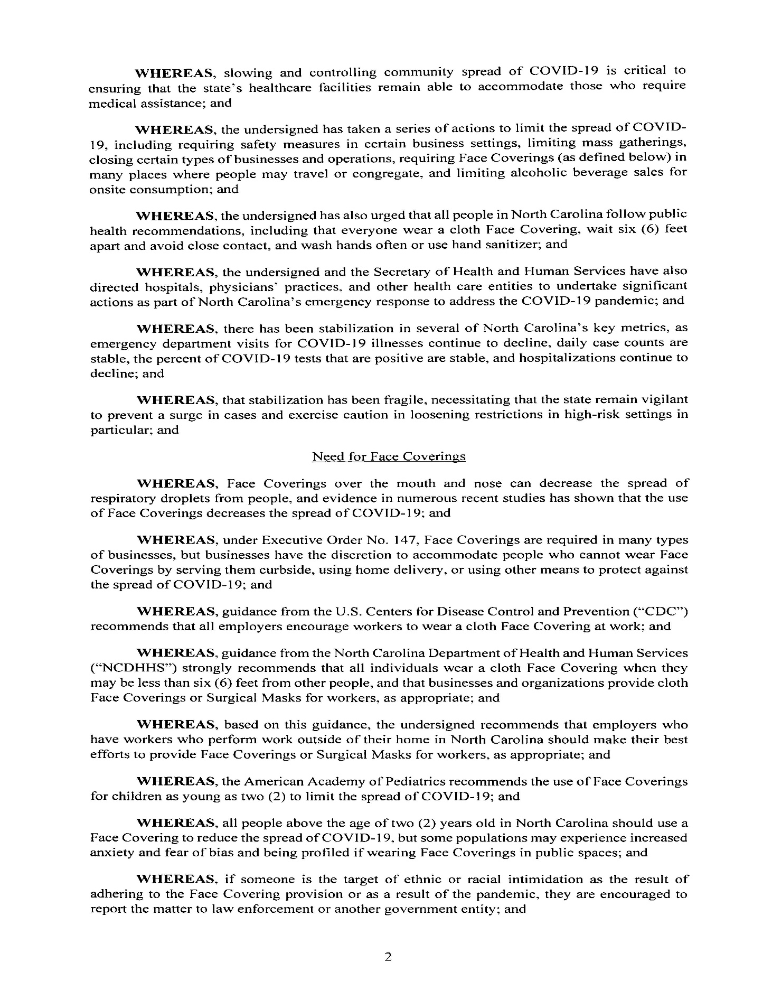 WHEREAS, slowing and controlling community spread of COVID-19 is critical to
ensuring that the state's healthcare facilities remain able to accommodate those who require
medical assistance; and
WHEREAS, the undersigned has taken a series of actions to limit the spread of COVID-
19, including requiring safety measures in certain business settings, limiting mass gatherings,
closing certain types of businesses and operations, requiring Face Coverings (as defined below) in
many places where people may travel or congregate, and limiting alcoholic beverage sales for
onsite consumption; and
WHEREAS, the undersigned has also urged that all people in North Carolina follow public
health recommendations, including that everyone wear a cloth Face Covering, wait six (6) feet
apart and avoid close contact, and wash hands often or use hand sanitizer; and
WHEREAS, the undersigned and the Secretary of Health and Human Services have also
directed hospitals, physicians' practices, and other health care entities to undertake significant
actions as part of North Carolina's emergency response to address the COVID-19 pandemic; and
WHEREAS, there has been stabilization in several of North Carolina's key metrics, as
emergency department visits for COVID-19 illnesses continue to decline, daily case counts are
stable, the percent of COVID-19 tests that are positive are stable, and hospitalizations continue to
decline; and
WHEREAS, that stabilization has been fragile, necessitating that the state remain vigilant
to prevent a surge in cases and exercise caution in loosening restrictions in high-risk settings in
particular; and
Need for Face Coverings
WHEREAS, Face Coverings over the mouth and nose can decrease the spread of
respiratory droplets from people, and evidence in numerous recent studies has shown that the use
of Face Coverings decreases the spread of COVID-19; and
WHEREAS, under Executive Order No. 147, Face Coverings are required in many types
of businesses, but businesses have the discretion to accommodate people who cannot wear Face
Coverings by serving them curbside, using home delivery, or using other means to protect against
the spread of COVID-19; and
WHEREAS, guidance from the U.S. Centers for Disease Control and Prevention ("CDC")
recommends that all employers encourage workers to wear a cloth Face Covering at work; and
WHEREAS, guidance from the North Carolina Department of Health and Human Services
("NCDHHS") strongly recommends that all individuals wear a cloth Face Covering when they
may be less than six (6) feet from other people, and that businesses and organizations provide cloth
Face Coverings or Surgical Masks for workers, as appropriate; and
WHEREAS, based on this guidance, the undersigned recommends that employers who
have workers who perform work outside of their home in North Carolina should make their best
efforts to provide Face Coverings or Surgical Masks for workers, as appropriate; and
WHEREAS, the American Academy of Pediatrics recommends the use of Face Coverings
for children as young as two (2) to limit the spread of COVID-19; and
WHEREAS, all people above the age of two (2) years old in North Carolina should use a
Face Covering to reduce the spread of COVID-19, but some populations may experience increased
anxiety and fear of bias and being profiled if wearing Face Coverings in public spaces; and
WHEREAS, if someone is the target of ethnic or racial intimidation as the result of
adhering to the Face Covering provision or as a result of the pandemic, they are encouraged to
report the matter to law enforcement or another government entity; and
2